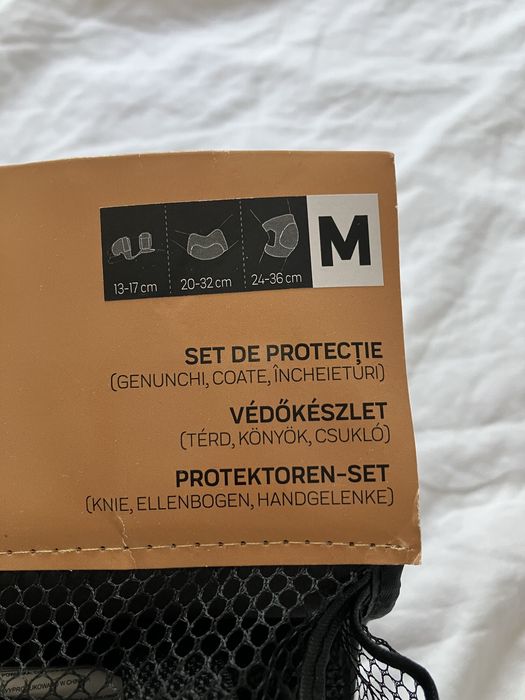 13-17 cm
20-32 cm
24-36 cm
M
SET DE PROTECȚIE
(GENUNCHI, COATE, ÎNCHEIETURI)
VÉDŐKÉSZLET
(TÉRD, KÖNYÖK, CSUKLÓ)
PROTEKTOREN-SET
(KNIE, ELLENBOGEN, HANDGELENKE)